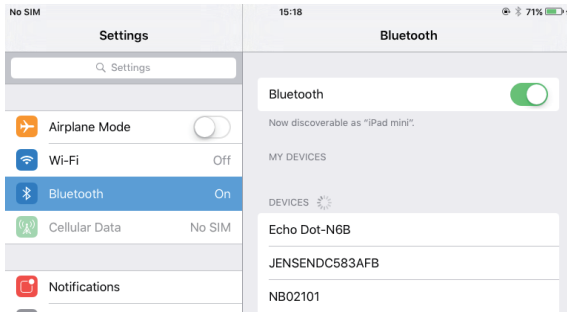 No SIM
15:18
71%
Settings
Bluetooth
Settings
Bluetooth
Now discoverable as “iPad mini”.
Airplane Mode
Wi-Fi
Off
MY DEVICES
Bluetooth
On
DEVICES
Cellular Data
No SIM
Echo Dot-N6B
JENSENDC583AFB
Notifications
NB02101